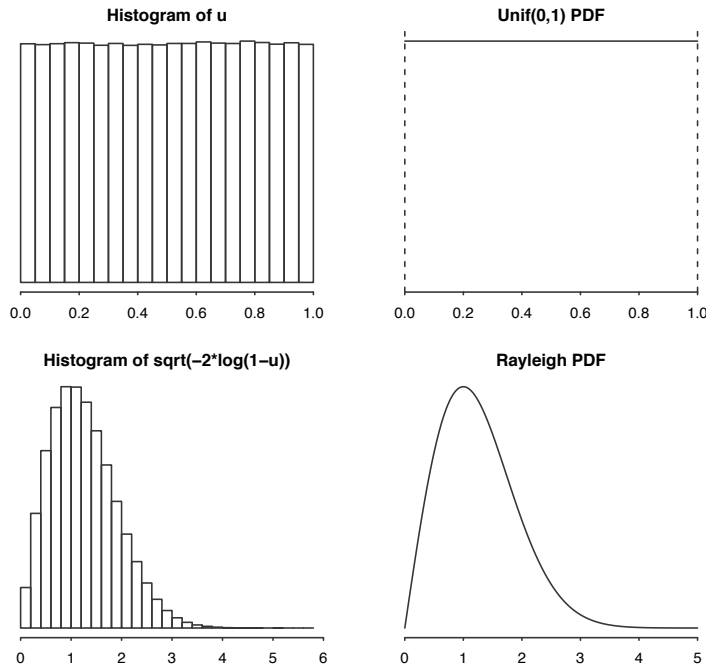 Histogram of u
Unif(0,1) PDF
0.0 0.2 0.4 0.6 0.8 1.0
0.0 0.2 0.4 0.6 0.8 1.0
Histogram of sqrt(−2*log(1−u))
Rayleigh PDF
0 1 2 3 4 5 6
0 1 2 3 4 5